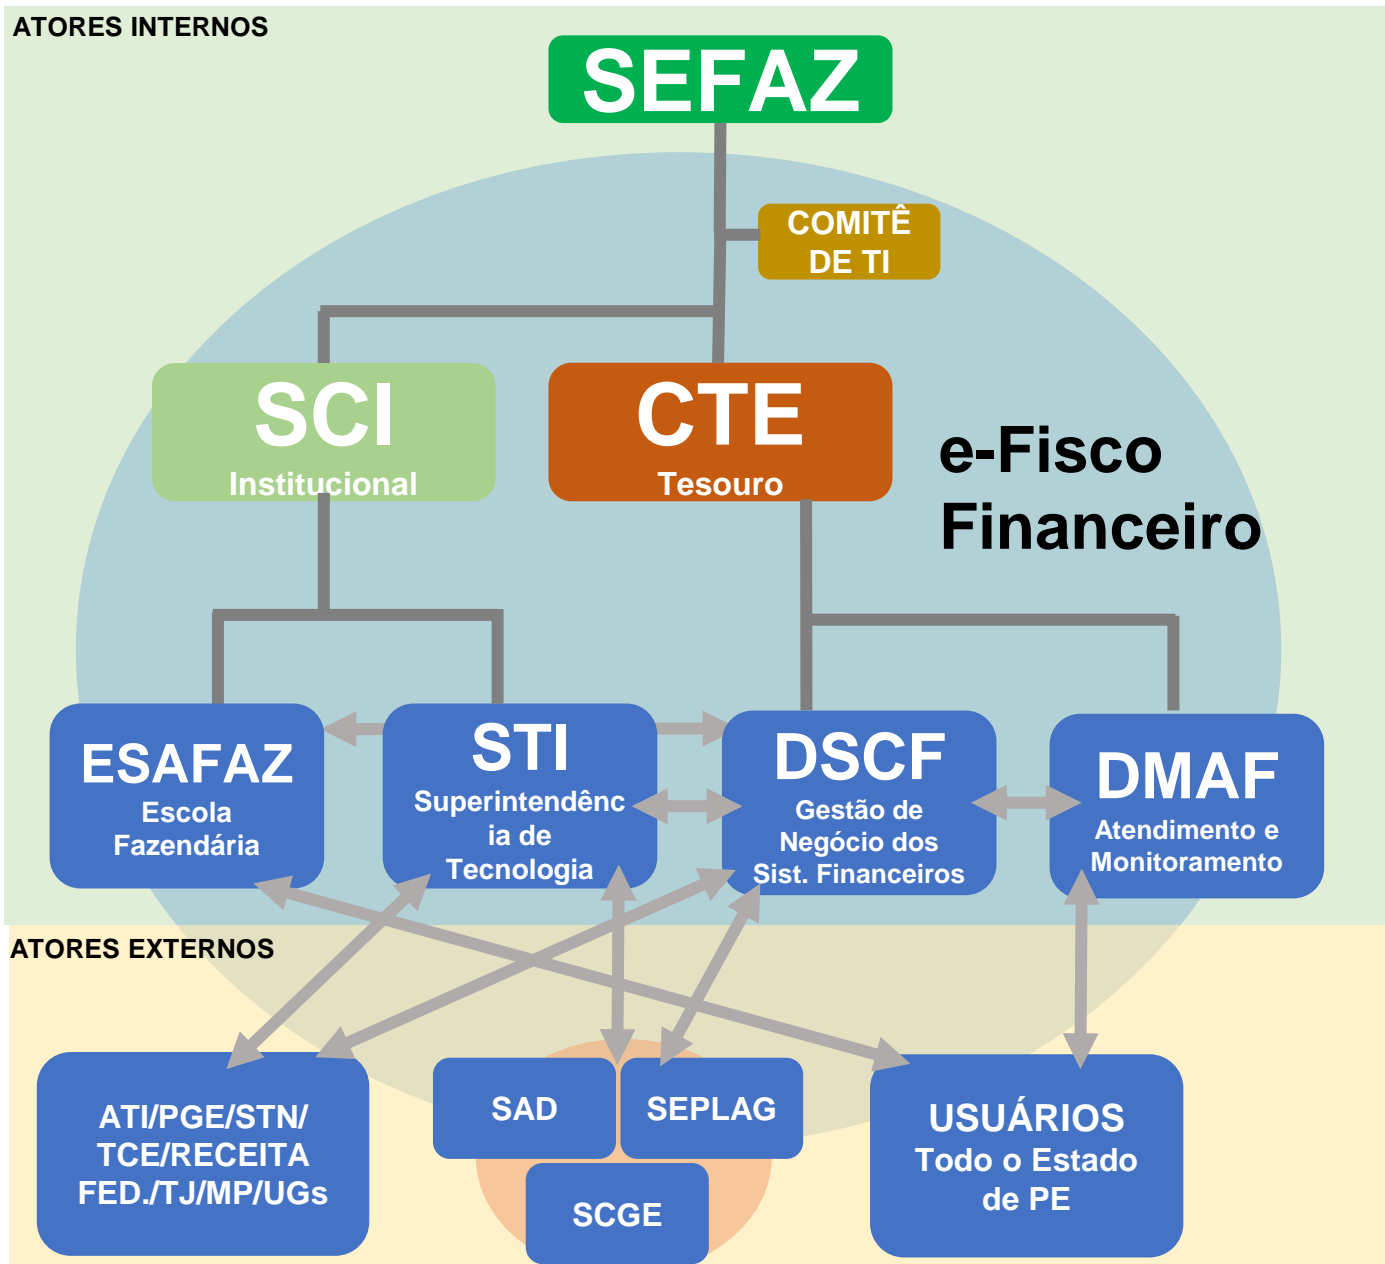 ATORES INTERNOS
SEFAZ
COMITÊ
DE TI
SCI
Institucional
CTE
Tesouro
e-Fisco
Financeiro
ESAFAZ
Escola
Fazendária
STI
Superintendênc
ia de
Tecnologia
DSCF
Gestão de
Negócio dos
Sist. Financeiros
DMAF
Atendimento e
Monitoramento
ATORES EXTERNOS
ATI/PGE/STN/
TCE/RECEITA
FED./TJ/MP/UGs
SAD
SEPLAG
SCGE
USUÁRIOS
Todo o Estado
de PE